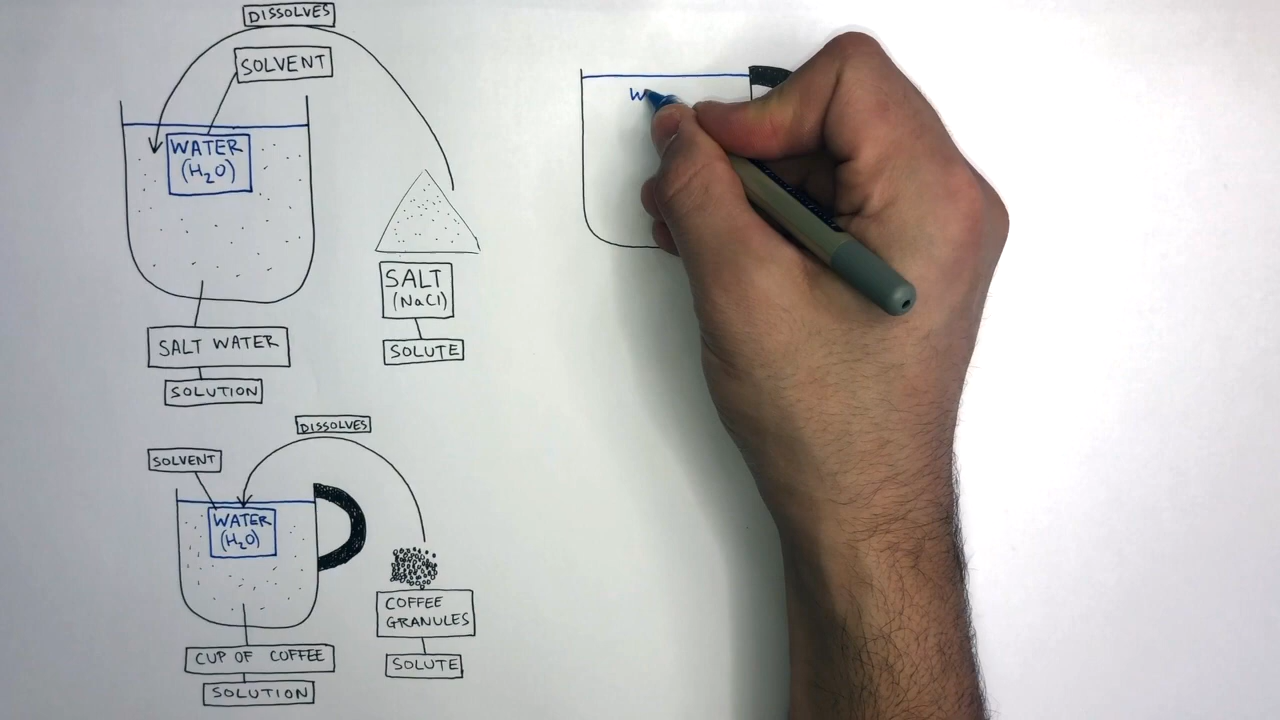 DISSOLVES
SOLVENT
WATER
(H₂O)
SALT
(NaCl)
SOLUTE
SALT WATER
SOLUTION
DISSOLVES
SOLVENT
WATER
(H₂O)
COFFEE
GRANULES
SOLUTE
CUP OF COFFEE
SOLUTION
W